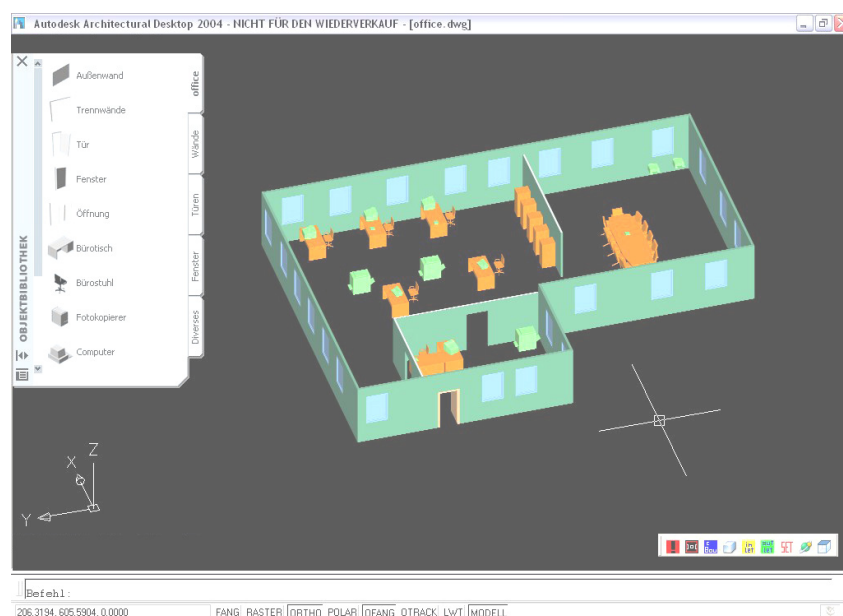 Autodesk Architectural Desktop 2004 - NICHT FÜR DEN WIEDERVERKAUF - [office.dwg]
Außenwand
Trennwände
Tür
Fenster
Öffnung
Bürotisch
Bürostuhl
Fotokopierer
Computer
office
Wände
Türen
Fenster
Diverses
OBJEKTBIBLIOTHEK
Z
X
Y
SET
Befehl:
206.3194, 605.5904, 0.0000 FANG RASTER ORTHO POLAR OFANG OTRACK LWT MODELL